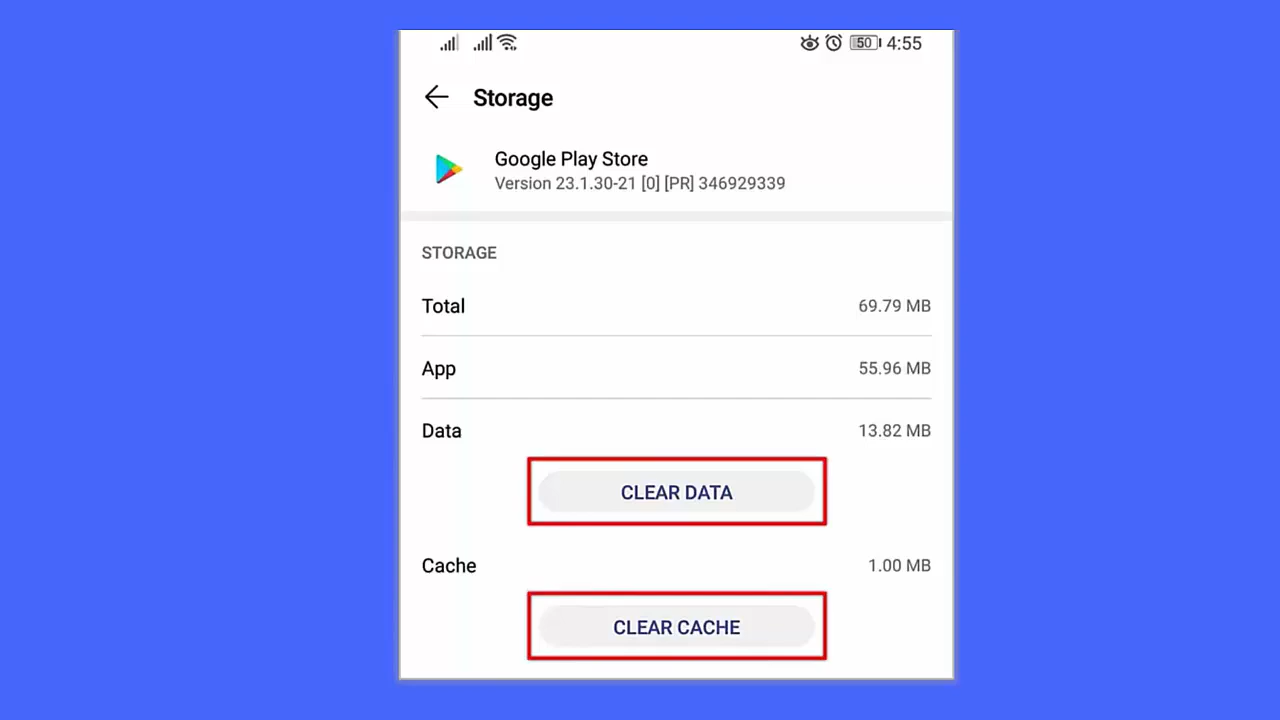 50 4:55
Storage
Google Play Store
Version 23.1.30-21 [0] [PR] 346929339
STORAGE
Total 69.79 MB
App 55.96 MB
Data 13.82 MB
CLEAR DATA
Cache 1.00 MB
CLEAR CACHE